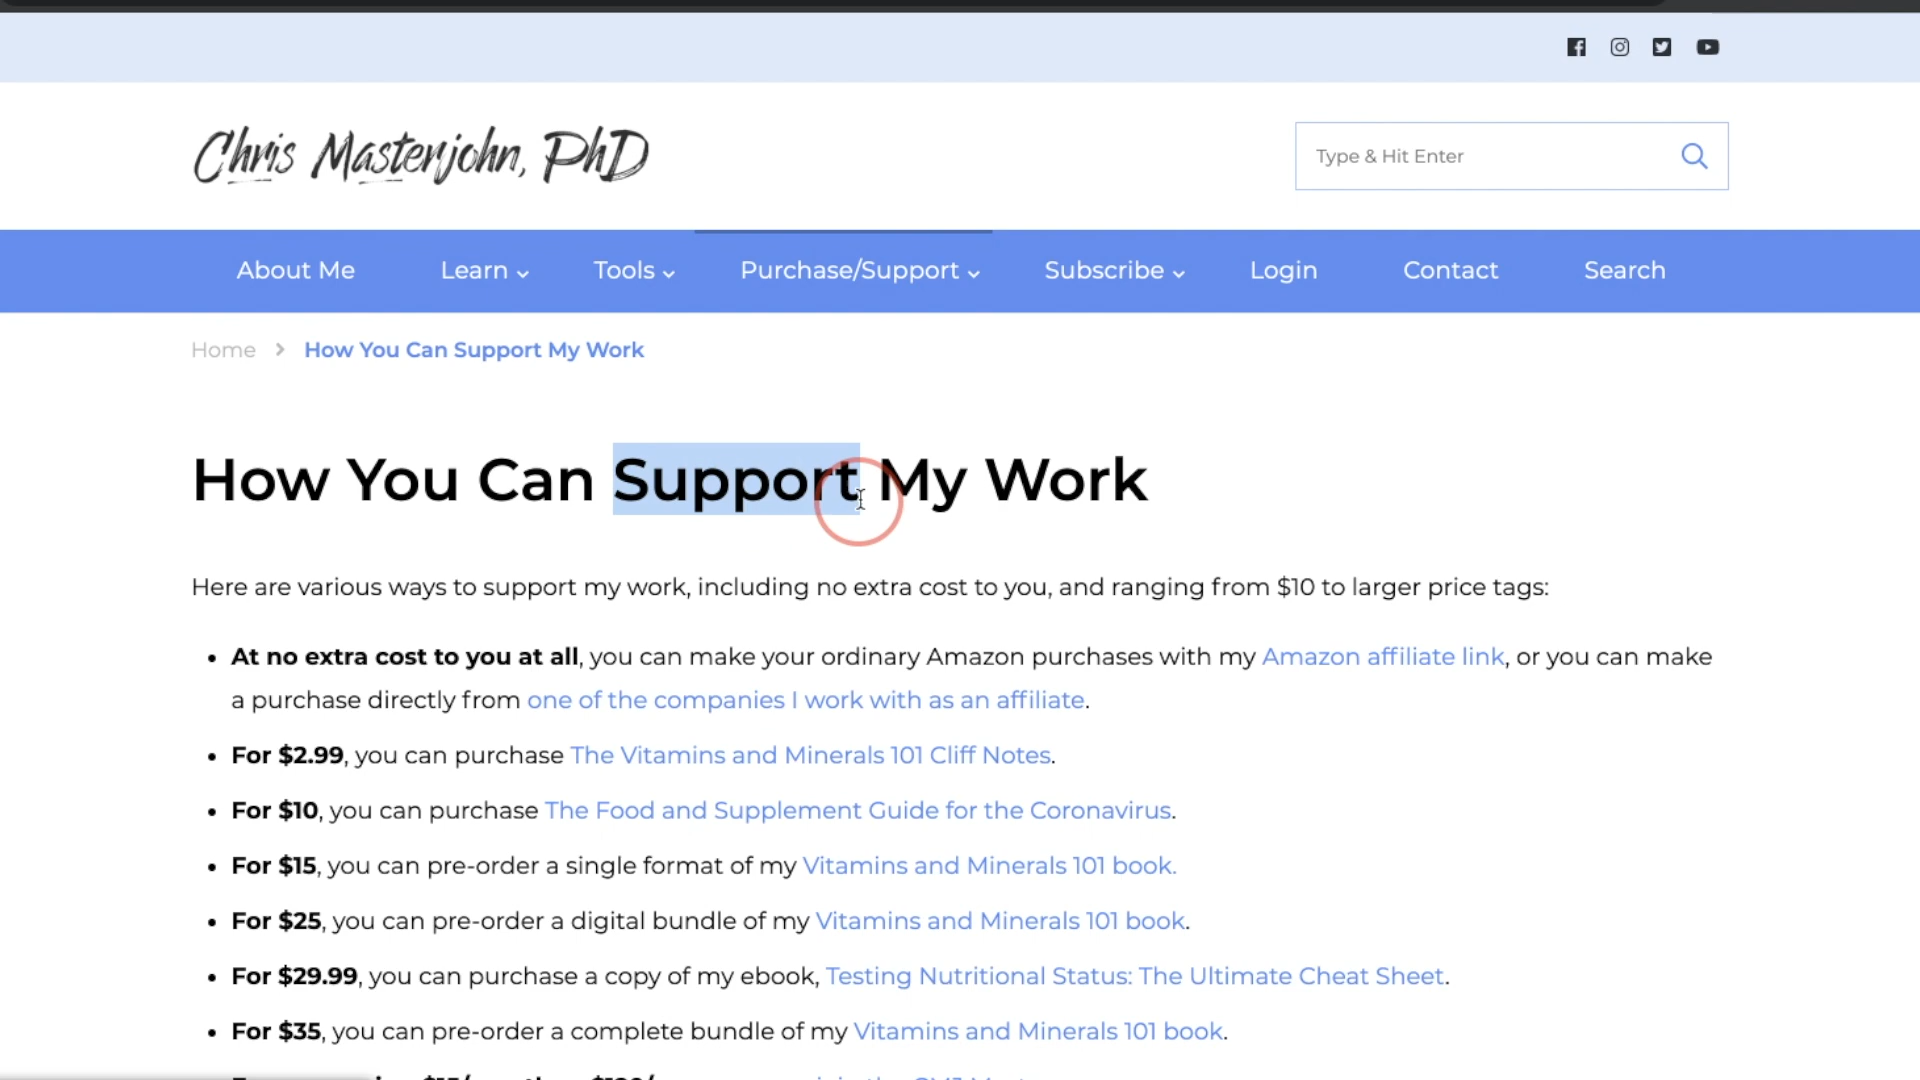 Chris Masterjohn, PhD
Type & Hit Enter
About Me Learn Tools Purchase/Support Subscribe Login Contact Search
Home > How You Can Support My Work
How You Can Support My Work
Here are various ways to support my work, including no extra cost to you, and ranging from $10 to larger price tags:
• At no extra cost to you at all, you can make your ordinary Amazon purchases with my Amazon affiliate link, or you can make
a purchase directly from one of the companies I work with as an affiliate.
• For $2.99, you can purchase The Vitamins and Minerals 101 Cliff Notes.
• For $10, you can purchase The Food and Supplement Guide for the Coronavirus.
• For $15, you can pre-order a single format of my Vitamins and Minerals 101 book.
• For $25, you can pre-order a digital bundle of my Vitamins and Minerals 101 book.
• For $29.99, you can purchase a copy of my ebook, Testing Nutritional Status: The Ultimate Cheat Sheet.
• For $35, you can pre-order a complete bundle of my Vitamins and Minerals 101 book.